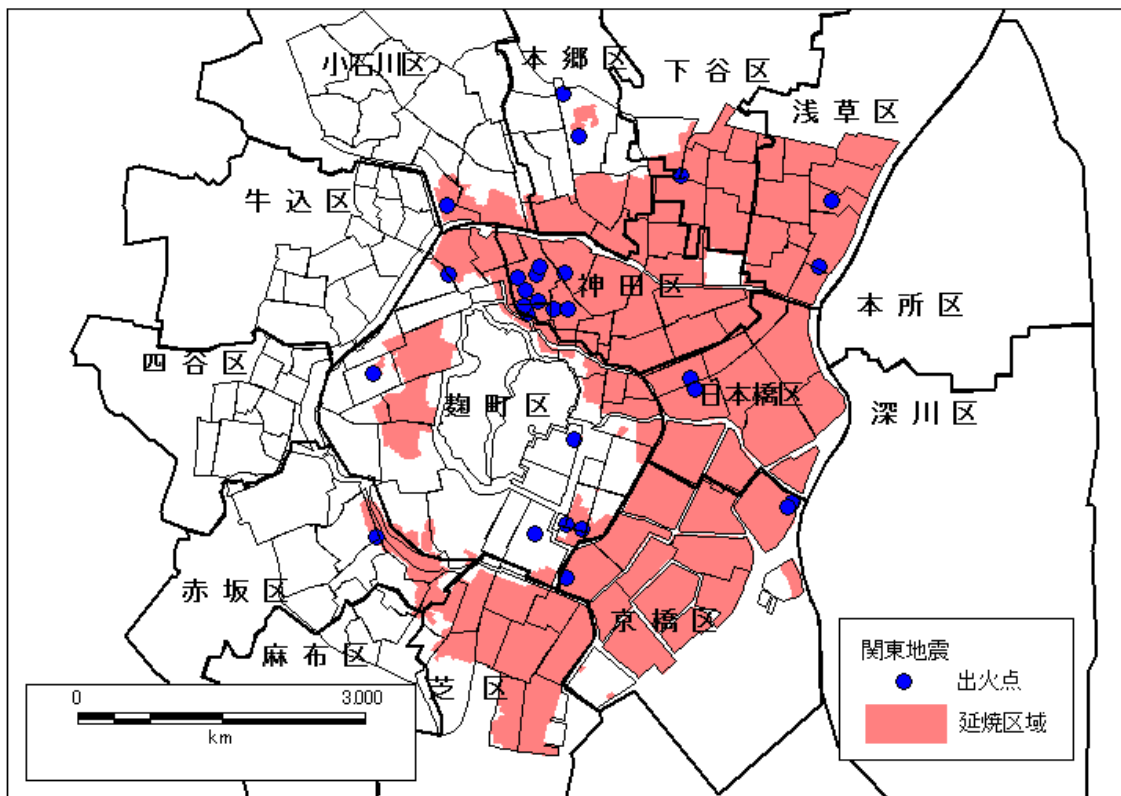 小石川区
本郷区
下谷区
浅草区
牛込区
神田区
本所区
四谷区
麹町区
日本橋区
深川区
赤坂区
麻布区
芝区
京橋区
関東地震
出火点
延焼区域
0 3,000
km